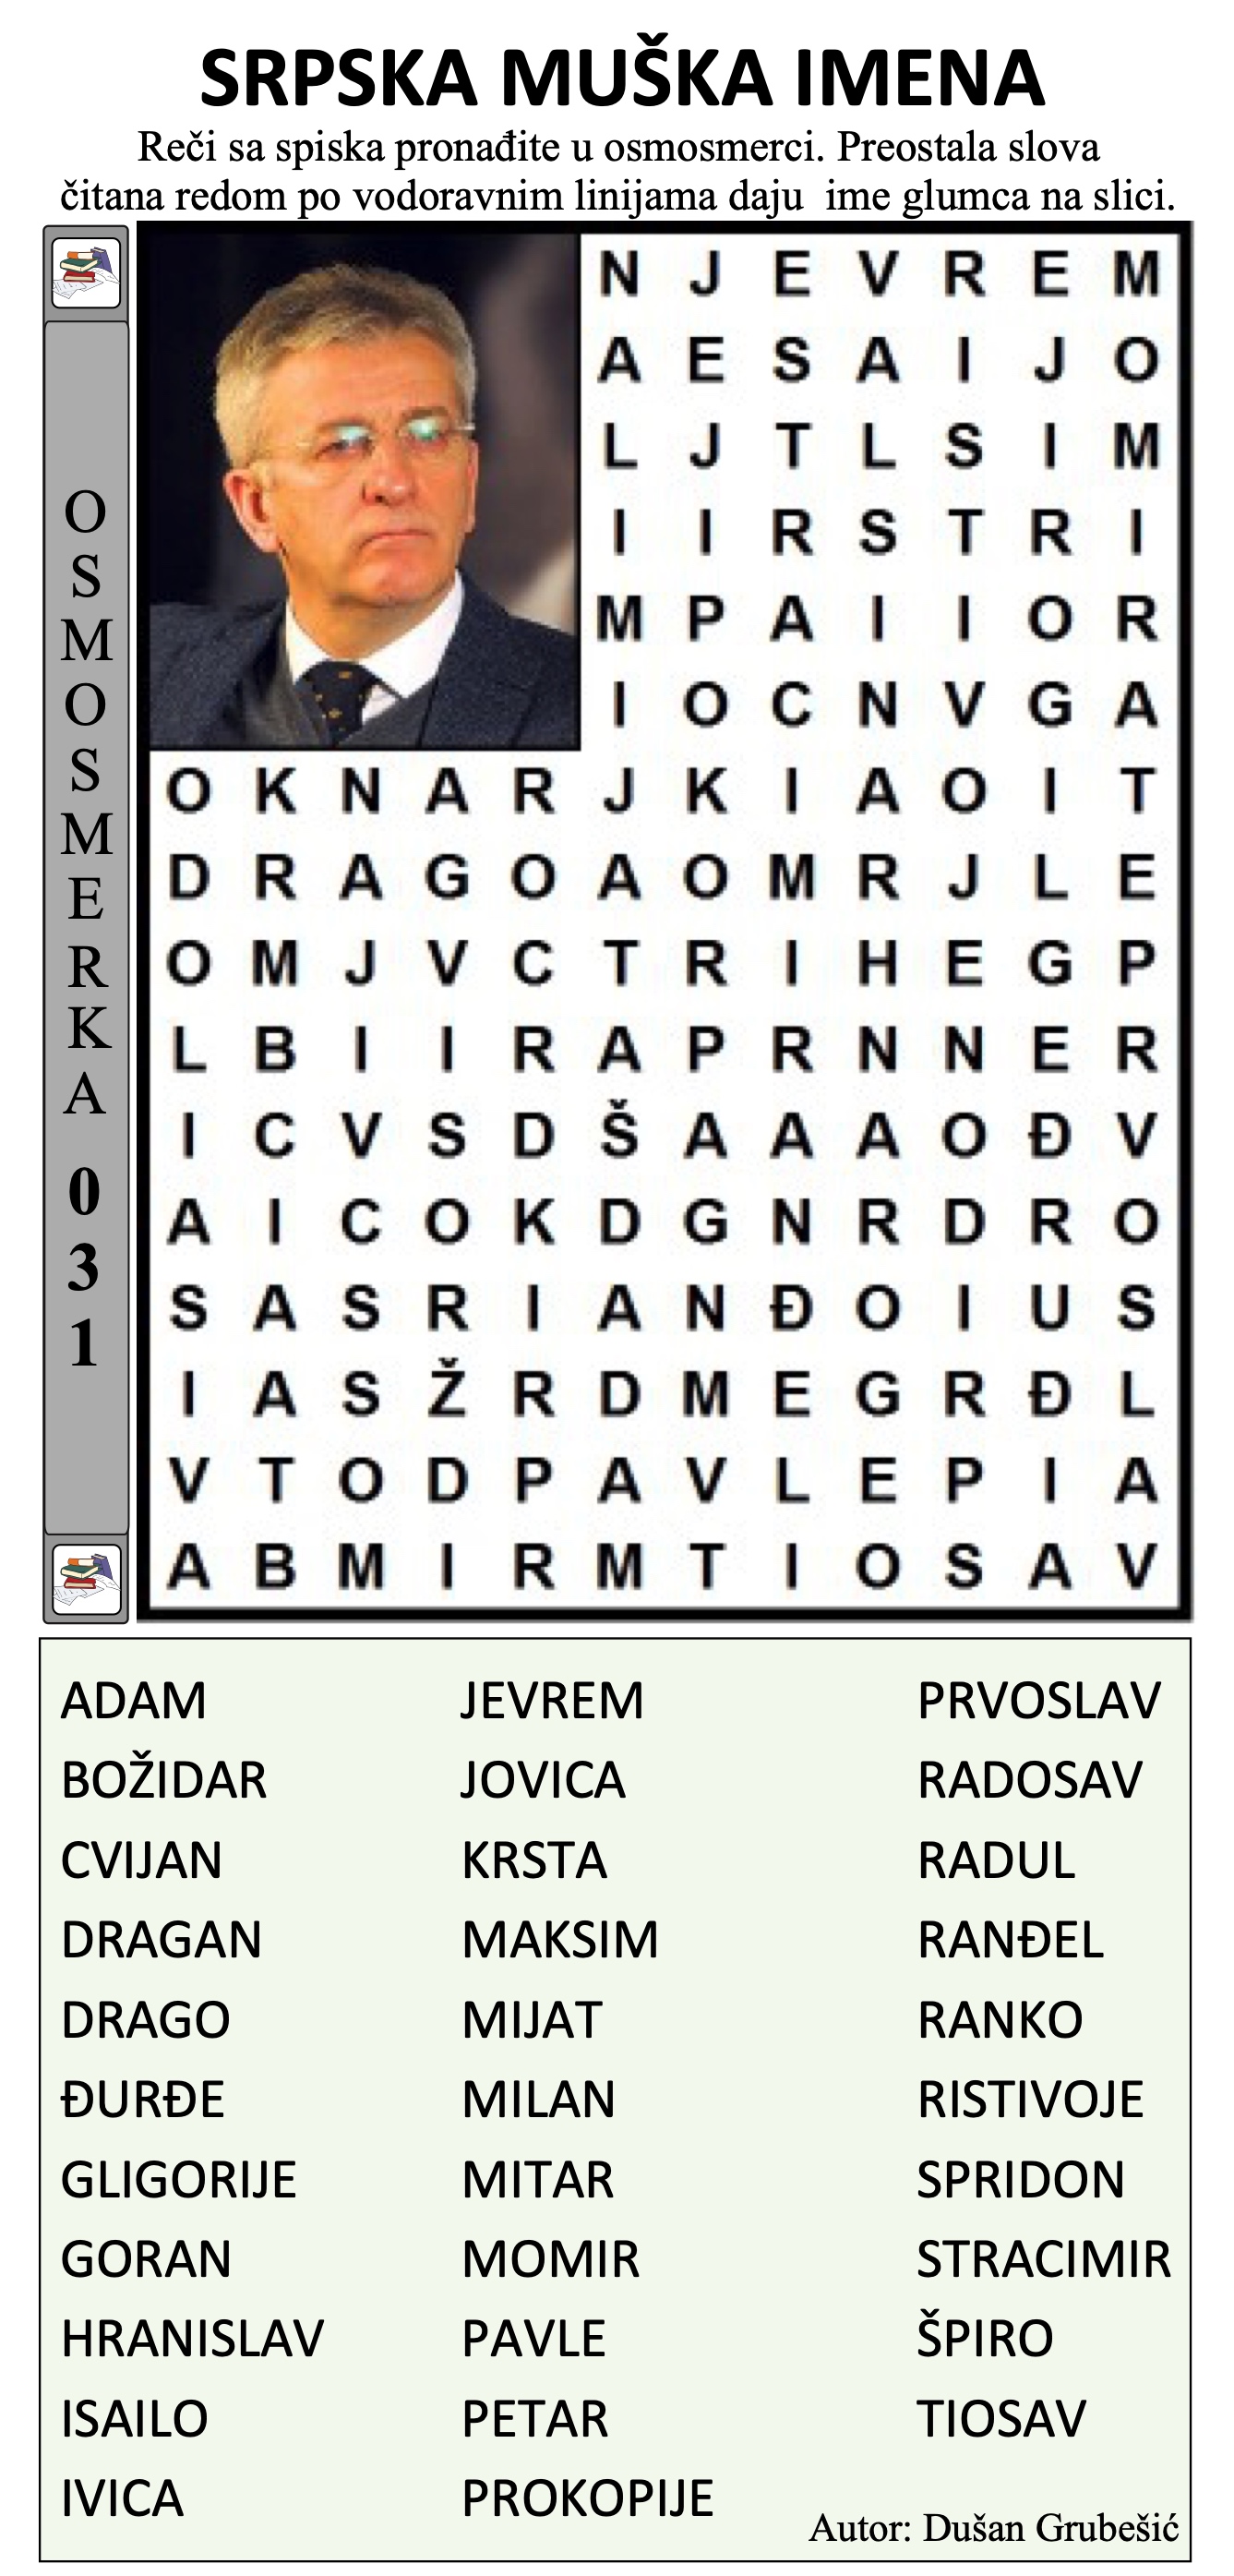 SRPSKA MUŠKA IMENA
Reči sa spiska pronađite u osmosmerci. Preostala slova
čitana redom po vodoravnim linijama daju ime glumca na slici.
OSMOSMERKA 031
N J E V R E M
A E S A I J O
L J T L S I M
I I R S T R I
M P A I I O R
I O C N V G A
O K N A R J K I A O I T
D R A G O A O M R J L E
O M J V C T R I H E G P
L B I I R A P R N N E R
I C V S D Š A A A O Đ V
A I C O K D G N R D R O
S A S R I A N Đ O I U S
I A S Ž R D M E G R Đ L
V T O D P A V L E P I A
A B M I R M T I O S A V
ADAM JEVREM PRVOSLAV
BOŽIDAR JOVICA RADOSAV
CVIJAN KRSTA RADUL
DRAGAN MAKSIM RANĐEL
DRAGO MIJAT RANKO
ĐURĐE MILAN RISTIVOJE
GLIGORIJE MITAR SPRIDON
GORAN MOMIR STRACIMIR
HRANISLAV PAVLE ŠPIRO
ISAILO PETAR TIOSAV
IVICA PROKOPIJE
Autor: Dušan Grubešić